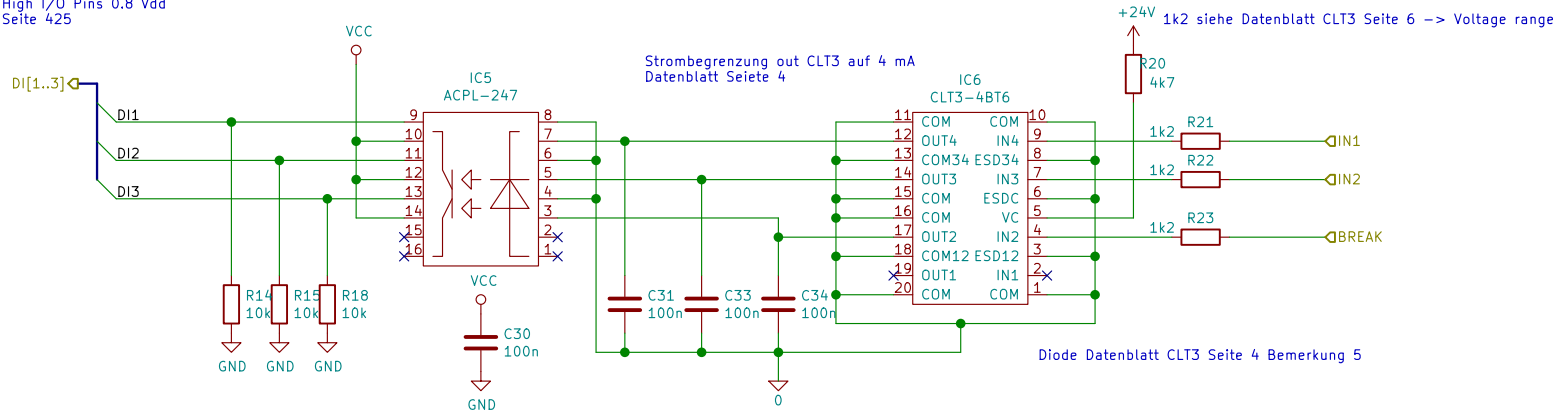 High I/O Pins 0.8 Vdd
Seite 425
+24V
1k2 siehe Datenblatt CLT3 Seite 6 -> Voltage range
VCC
Strombegrenzung out CLT3 auf 4 mA
Datenblatt Seiete 4
R20
4k7
DI[1..3]
IC5
ACPL-247
IC6
CLT3-4BT6
DI1
9
8
11
COM
COM
10
10
7
12
OUT4
IN4
9
1k2
R21
IN1
DI2
11
6
13
COM34
ESD34
8
12
5
14
OUT3
IN3
7
1k2
R22
IN2
DI3
13
4
15
COM
ESDC
6
14
3
16
COM
VC
5
15
2
17
OUT2
IN2
4
1k2
R23
BREAK
16
1
18
COM12
ESD12
3
19
OUT1
IN1
2
20
COM
COM
1
VCC
R14
10k
R15
10k
R18
10k
C31
100n
C33
100n
C34
100n
C30
100n
GND
GND
GND
Diode Datenblatt CLT3 Seite 4 Bemerkung 5
GND
0